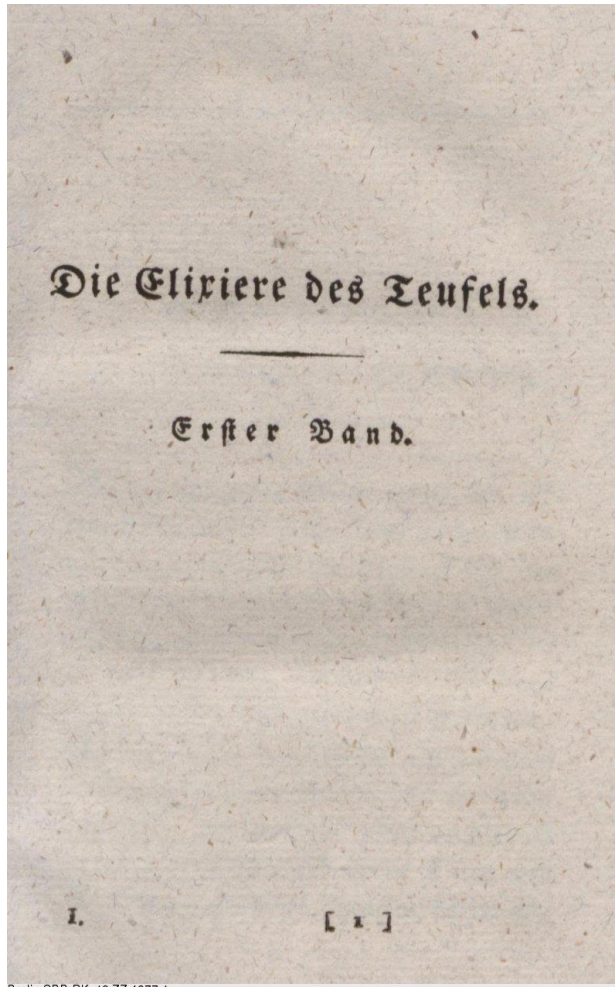 Die Elixiere des Teufels.
Erster Band.
I. [ 1 ]